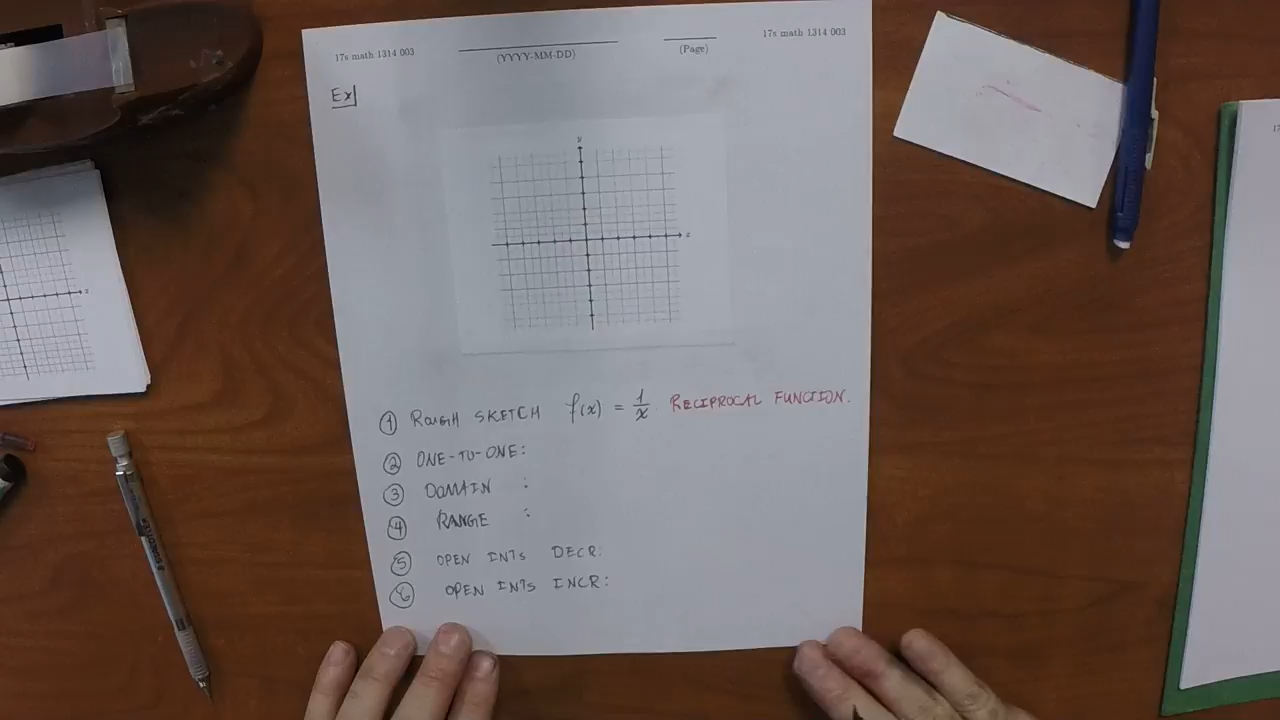 17s math 1314 003
(YYYY-MM-DD)
(Page)
17s math 1314 003
Ex
y
x
① ROUGH SKETCH f(x) = 1/x. RECIPROCAL FUNCTION.
② ONE-TO-ONE:
③ DOMAIN :
④ RANGE :
⑤ OPEN INTS DECR:
⑥ OPEN INTS INCR:
x
17